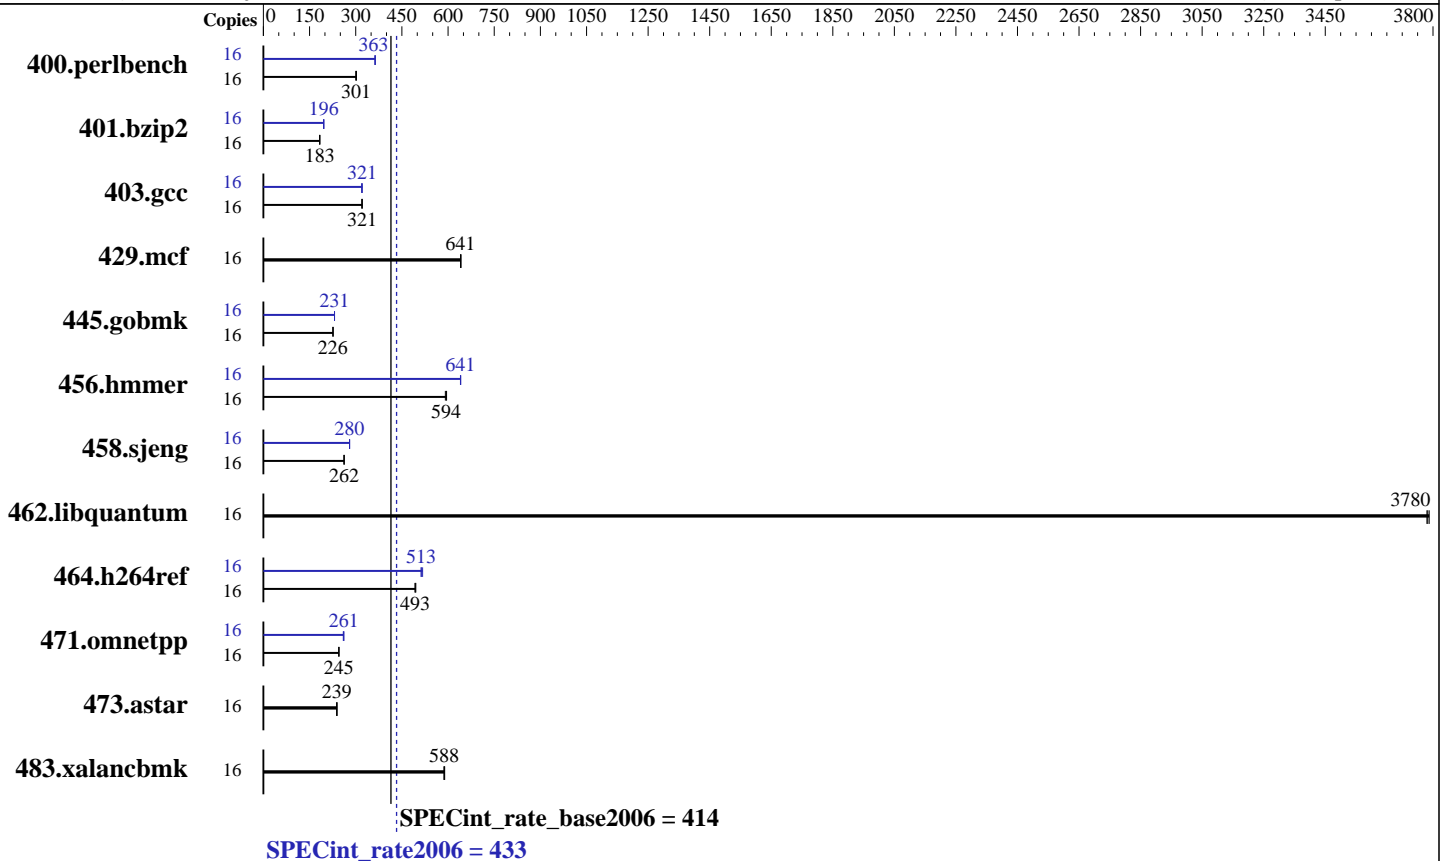 Copies 0 150 300 450 600 750 900 1050 1250 1450 1650 1850 2050 2250 2450 2650 2850 3050 3250 3450 3800
400.perlbench 16 363
16 301
401.bzip2 16 196
16 183
403.gcc 16 321
16 321
429.mcf 16 641
445.gobmk 16 231
16 226
456.hmmer 16 641
16 594
458.sjeng 16 280
16 262
462.libquantum 16 3780
464.h264ref 16 513
16 493
471.omnetpp 16 261
16 245
473.astar 16 239
483.xalancbmk 16 588
SPECint_rate_base2006 = 414
SPECint_rate2006 = 433